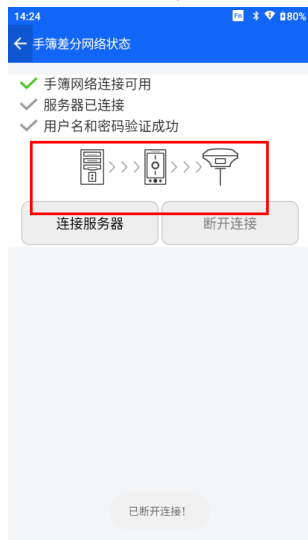 14:24
Fn
80%
手簿差分网络状态
手簿网络连接可用
服务器已连接
用户名和密码验证成功
连接服务器
断开连接
已断开连接!